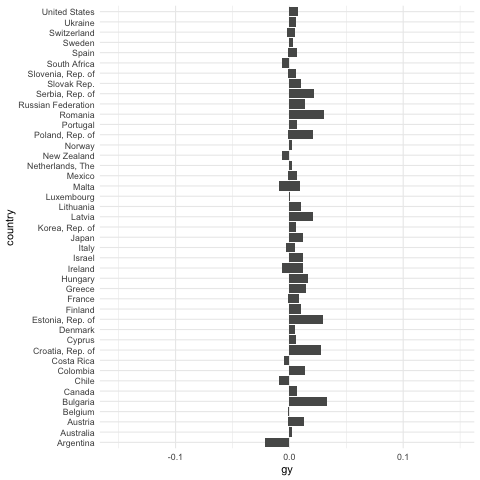 United States
Ukraine
Switzerland
Sweden
Spain
South Africa
Slovenia, Rep. of
Slovak Rep.
Serbia, Rep. of
Russian Federation
Romania
Portugal
Poland, Rep. of
Norway
New Zealand
Netherlands, The
Mexico
Malta
Luxembourg
Lithuania
Latvia
Korea, Rep. of
Japan
Italy
Israel
Ireland
Hungary
Greece
France
Finland
Estonia, Rep. of
Denmark
Cyprus
Croatia, Rep. of
Costa Rica
Colombia
Chile
Canada
Bulgaria
Belgium
Austria
Australia
Argentina
country
-0.1 0.0 0.1
gy